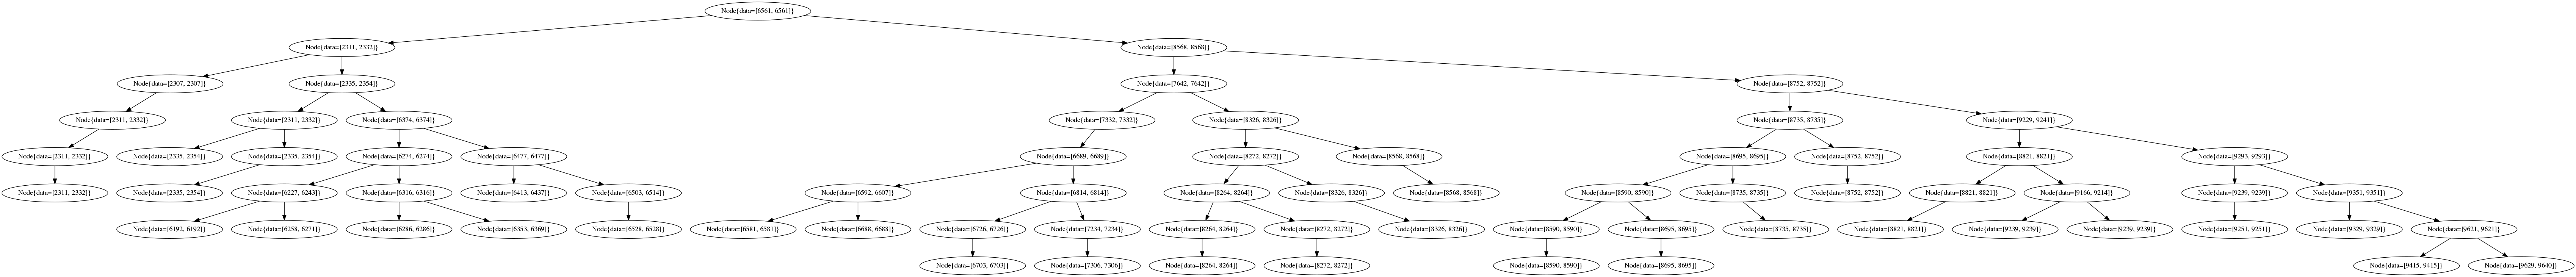 Node{data=[6561, 6561]}
Node{data=[2311, 2332]}
Node{data=[8568, 8568]}
Node{data=[2307, 2307]}
Node{data=[2335, 2354]}
Node{data=[7642, 7642]}
Node{data=[8752, 8752]}
Node{data=[2311, 2332]}
Node{data=[2311, 2332]}
Node{data=[6374, 6374]}
Node{data=[7332, 7332]}
Node{data=[8326, 8326]}
Node{data=[8735, 8735]}
Node{data=[9229, 9241]}
Node{data=[2311, 2332]}
Node{data=[2335, 2354]}
Node{data=[2335, 2354]}
Node{data=[6274, 6274]}
Node{data=[6477, 6477]}
Node{data=[6689, 6689]}
Node{data=[8272, 8272]}
Node{data=[8568, 8568]}
Node{data=[8695, 8695]}
Node{data=[8752, 8752]}
Node{data=[8821, 8821]}
Node{data=[9293, 9293]}
Node{data=[2311, 2332]}
Node{data=[2335, 2354]}
Node{data=[6227, 6243]}
Node{data=[6316, 6316]}
Node{data=[6413, 6437]}
Node{data=[6503, 6514]}
Node{data=[6592, 6607]}
Node{data=[6814, 6814]}
Node{data=[8264, 8264]}
Node{data=[8326, 8326]}
Node{data=[8568, 8568]}
Node{data=[8590, 8590]}
Node{data=[8735, 8735]}
Node{data=[8752, 8752]}
Node{data=[8821, 8821]}
Node{data=[9166, 9214]}
Node{data=[9239, 9239]}
Node{data=[9351, 9351]}
Node{data=[6192, 6192]}
Node{data=[6258, 6271]}
Node{data=[6286, 6286]}
Node{data=[6353, 6369]}
Node{data=[6528, 6528]}
Node{data=[6581, 6581]}
Node{data=[6688, 6688]}
Node{data=[6726, 6726]}
Node{data=[7234, 7234]}
Node{data=[8264, 8264]}
Node{data=[8272, 8272]}
Node{data=[8326, 8326]}
Node{data=[8590, 8590]}
Node{data=[8695, 8695]}
Node{data=[8735, 8735]}
Node{data=[8821, 8821]}
Node{data=[9239, 9239]}
Node{data=[9239, 9239]}
Node{data=[9251, 9251]}
Node{data=[9329, 9329]}
Node{data=[9621, 9621]}
Node{data=[6703, 6703]}
Node{data=[7306, 7306]}
Node{data=[8264, 8264]}
Node{data=[8272, 8272]}
Node{data=[8590, 8590]}
Node{data=[8695, 8695]}
Node{data=[9415, 9415]}
Node{data=[9629, 9640]}